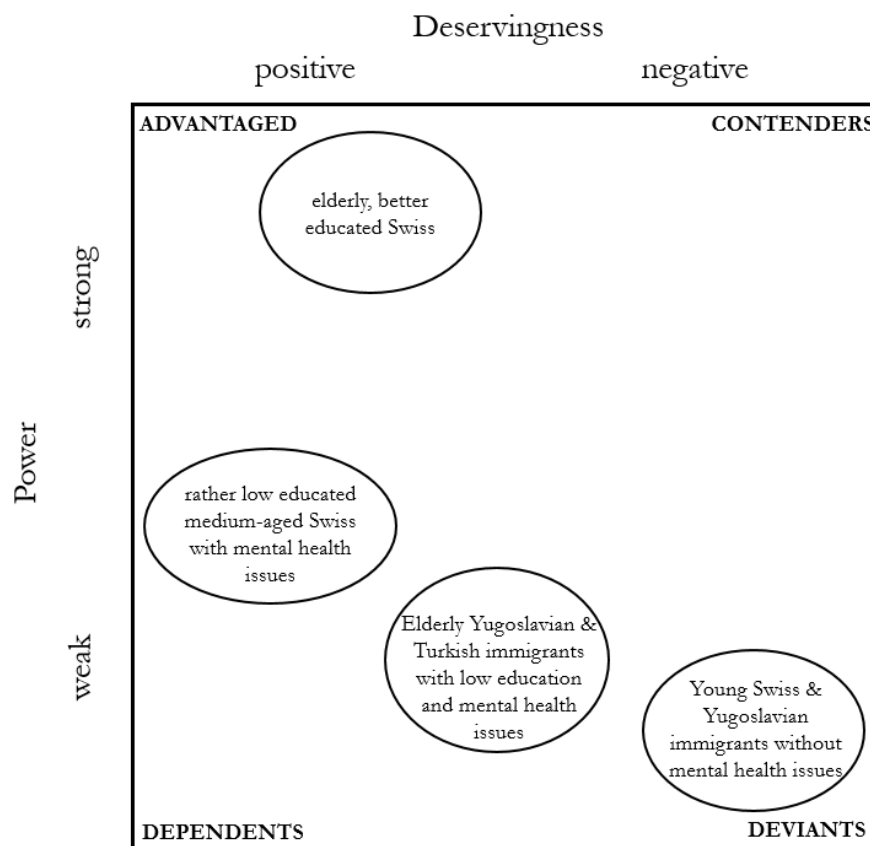 Deservingness
positive negative
ADVANTAGED CONTENDERS
elderly, better
educated Swiss
strong
Power
rather low educated
medium-aged Swiss
with mental health
issues
weak
Elderly Yugoslavian &
Turkish immigrants
with low education
and mental health
issues
Young Swiss &
Yugoslavian
immigrants without
mental health issues
DEPENDENTS DEVIANTS